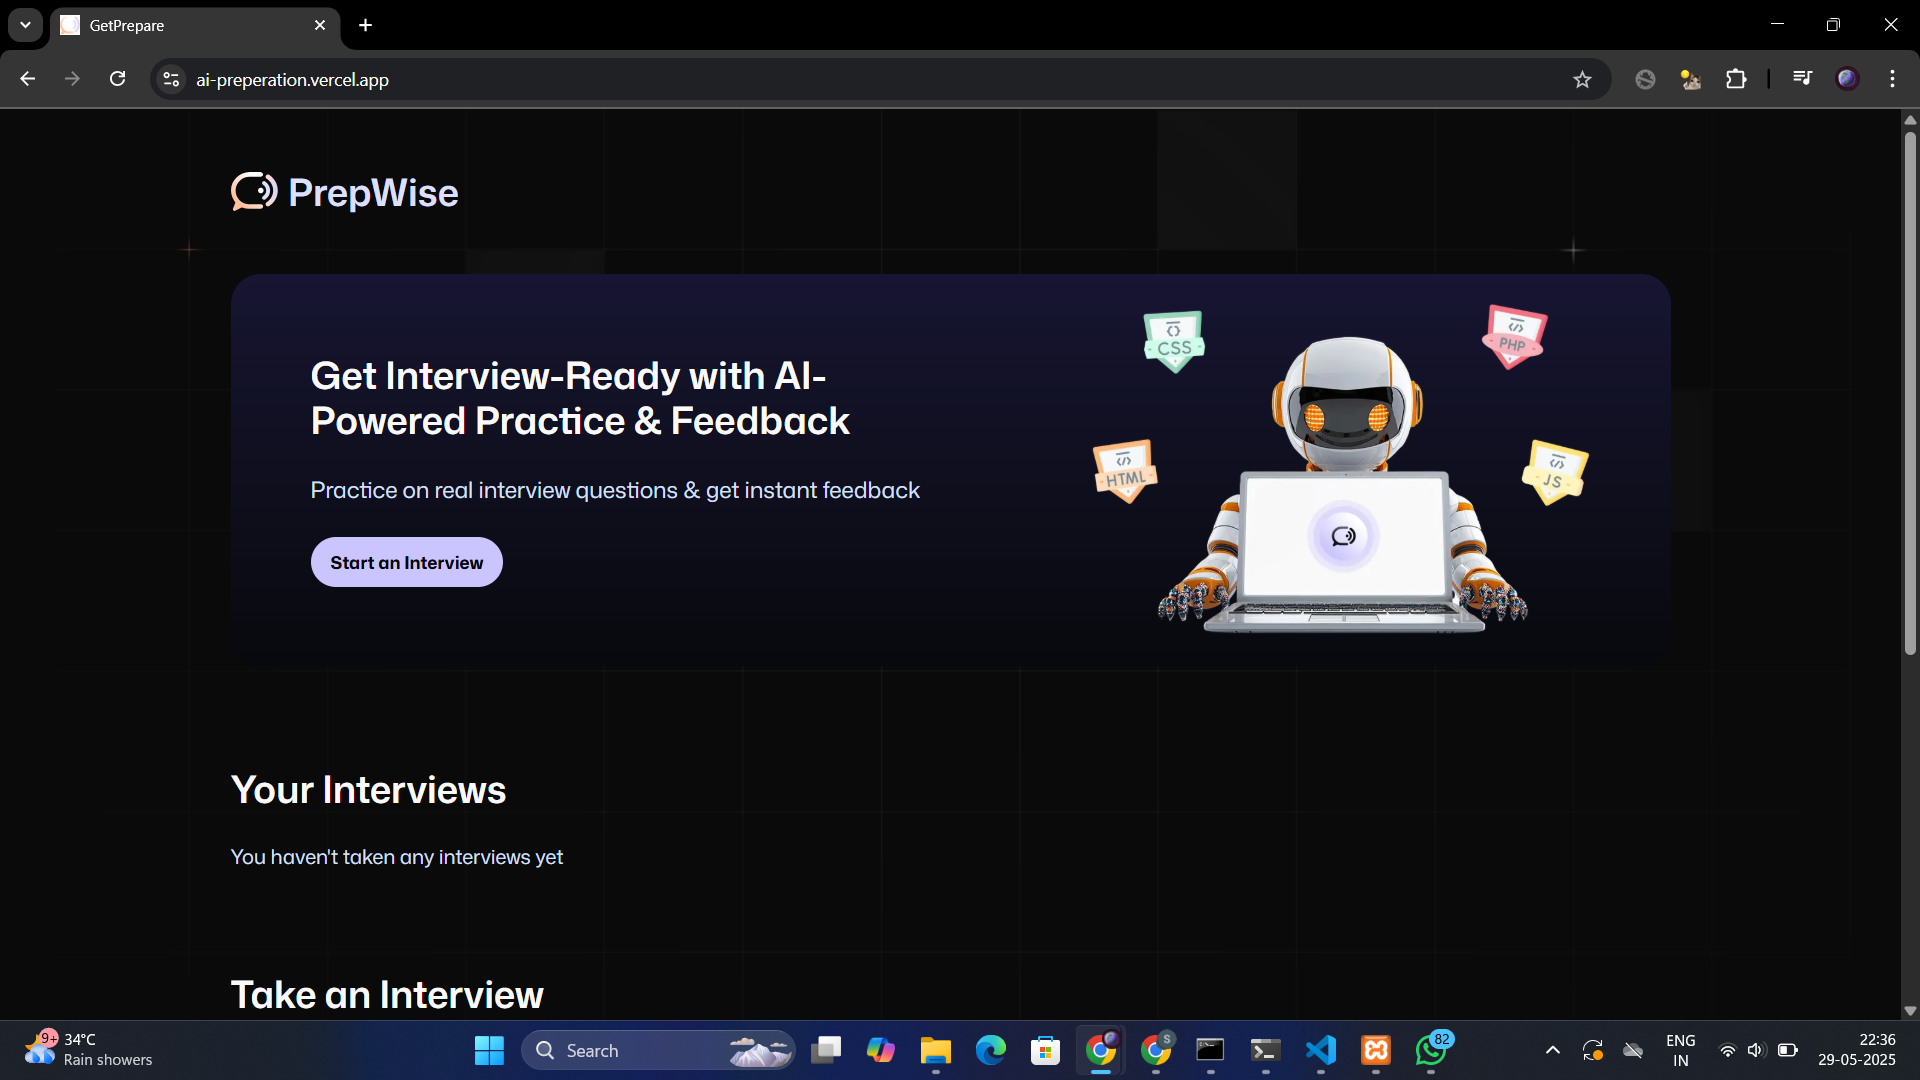 GetPrepare
ai-preperation.vercel.app
PrepWise
Get Interview-Ready with AI-
Powered Practice & Feedback
Practice on real interview questions & get instant feedback
Start an Interview
CSS
PHP
HTML
JS
Your Interviews
You haven't taken any interviews yet
Take an Interview
9+
34°C
Rain showers
Search
S
82
ENG
IN
22:36
29-05-2025